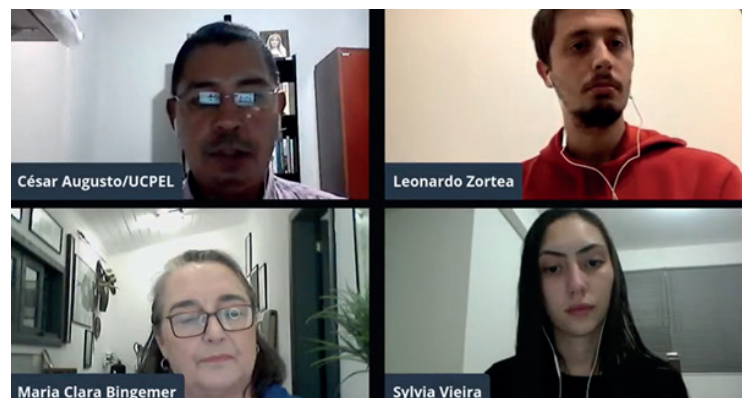 César Augusto/UCPEL
Leonardo Zortea
Maria Clara Bingemer
Sylvia Vieira